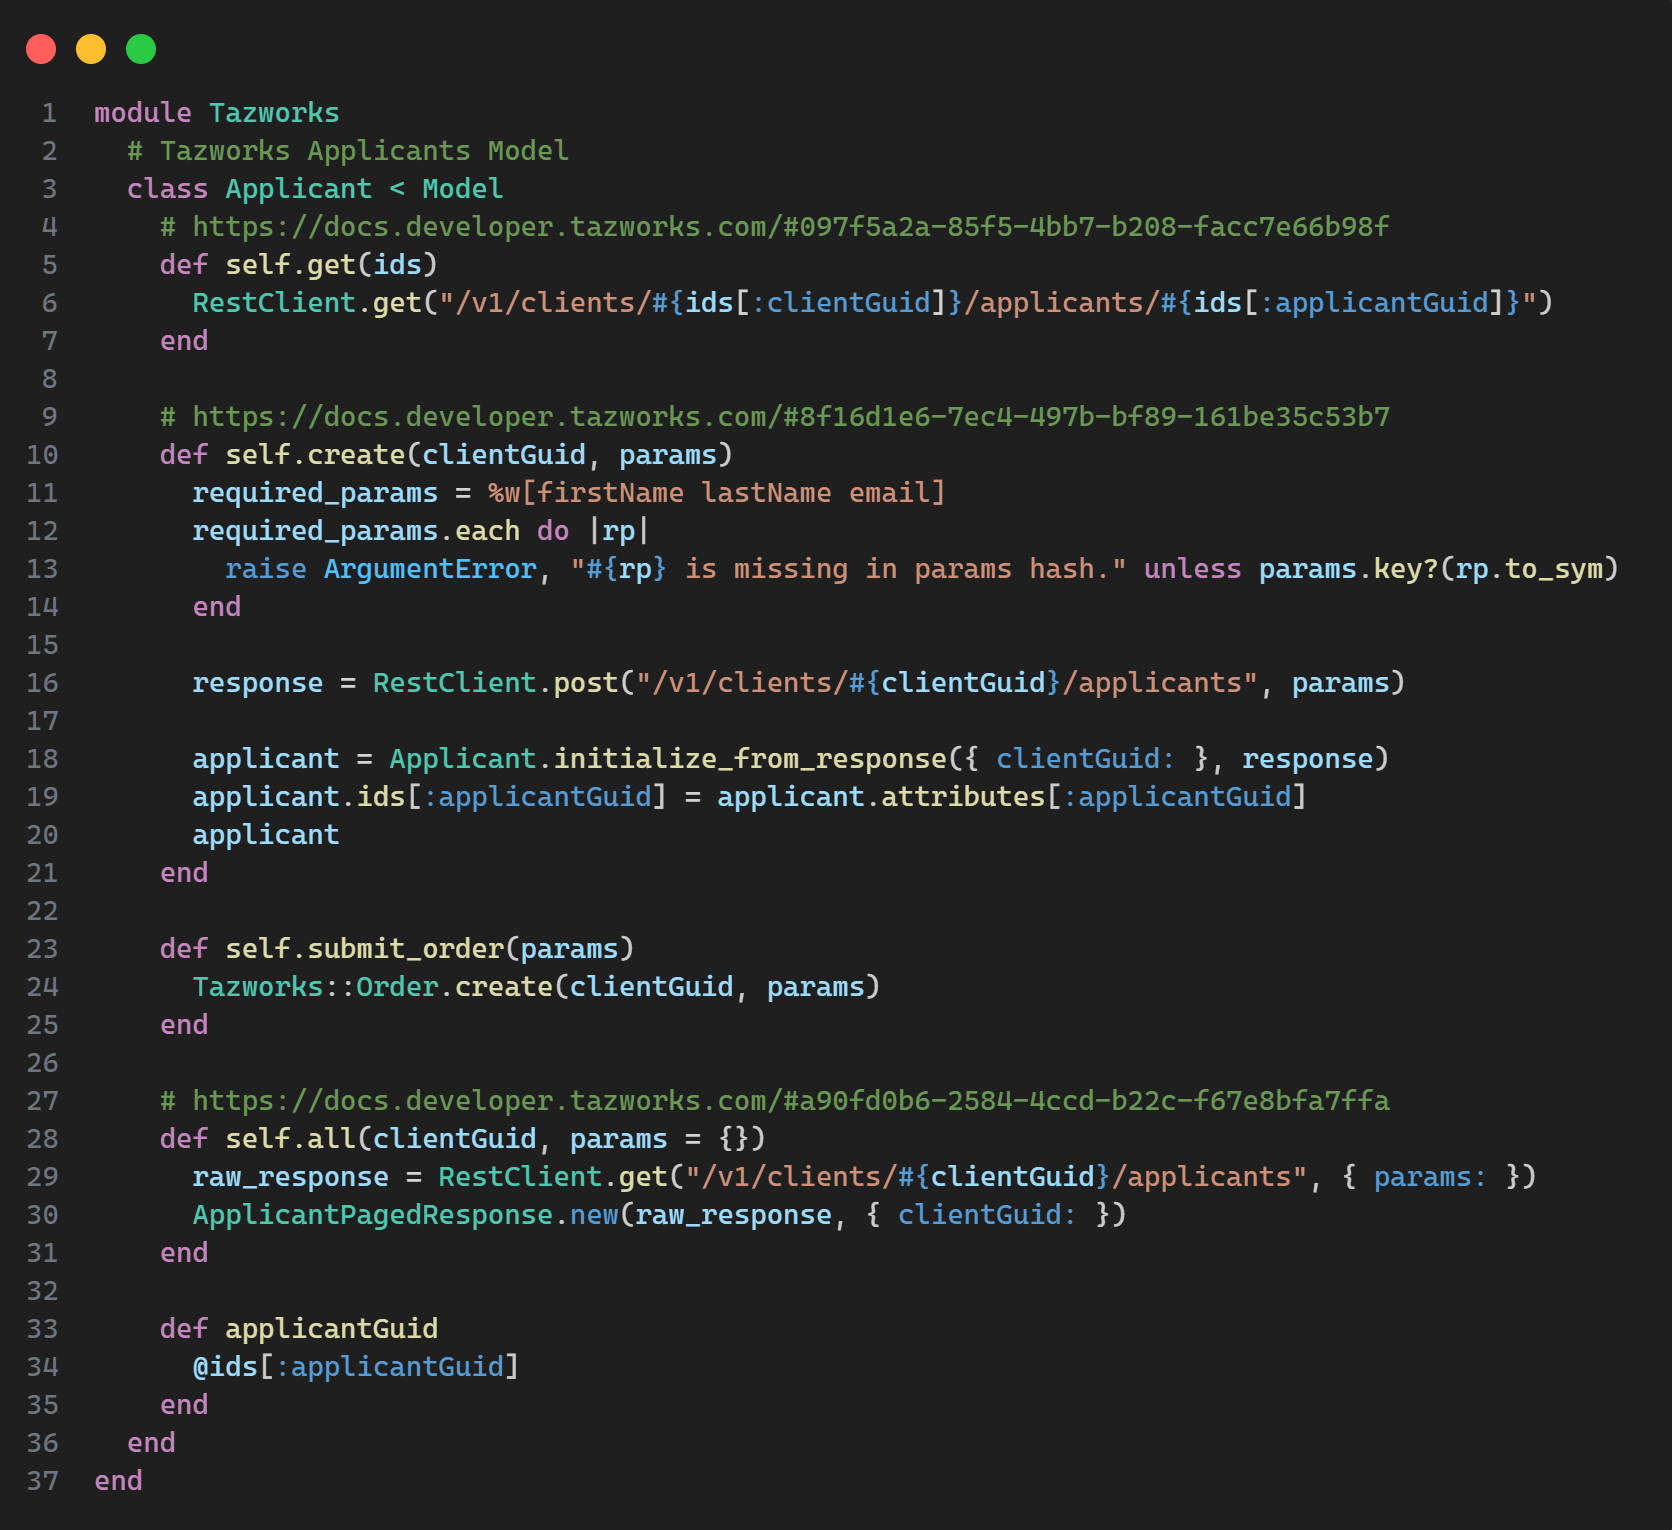 1 module Tazworks
2   # Tazworks Applicants Model
3   class Applicant < Model
4     # https://docs.developer.tazworks.com/#097f5a2a-85f5-4bb7-b208-facc7e66b98f
5     def self.get(ids)
6       RestClient.get("/v1/clients/#{ids[:clientGuid]}/applicants/#{ids[:applicantGuid]}")
7     end
8
9     # https://docs.developer.tazworks.com/#8f16d1e6-7ec4-497b-bf89-161be35c53b7
10     def self.create(clientGuid, params)
11       required_params = %w[firstName lastName email]
12       required_params.each do |rp|
13         raise ArgumentError, "#{rp} is missing in params hash." unless params.key?(rp.to_sym)
14       end
15
16       response = RestClient.post("/v1/clients/#{clientGuid}/applicants", params)
17
18       applicant = Applicant.initialize_from_response({ clientGuid: }, response)
19       applicant.ids[:applicantGuid] = applicant.attributes[:applicantGuid]
20       applicant
21     end
22
23     def self.submit_order(params)
24       Tazworks::Order.create(clientGuid, params)
25     end
26
27     # https://docs.developer.tazworks.com/#a90fd0b6-2584-4ccd-b22c-f67e8bfa7ffa
28     def self.all(clientGuid, params = {})
29       raw_response = RestClient.get("/v1/clients/#{clientGuid}/applicants", { params: })
30       ApplicantPagedResponse.new(raw_response, { clientGuid: })
31     end
32
33     def applicantGuid
34       @ids[:applicantGuid]
35     end
36   end
37 end